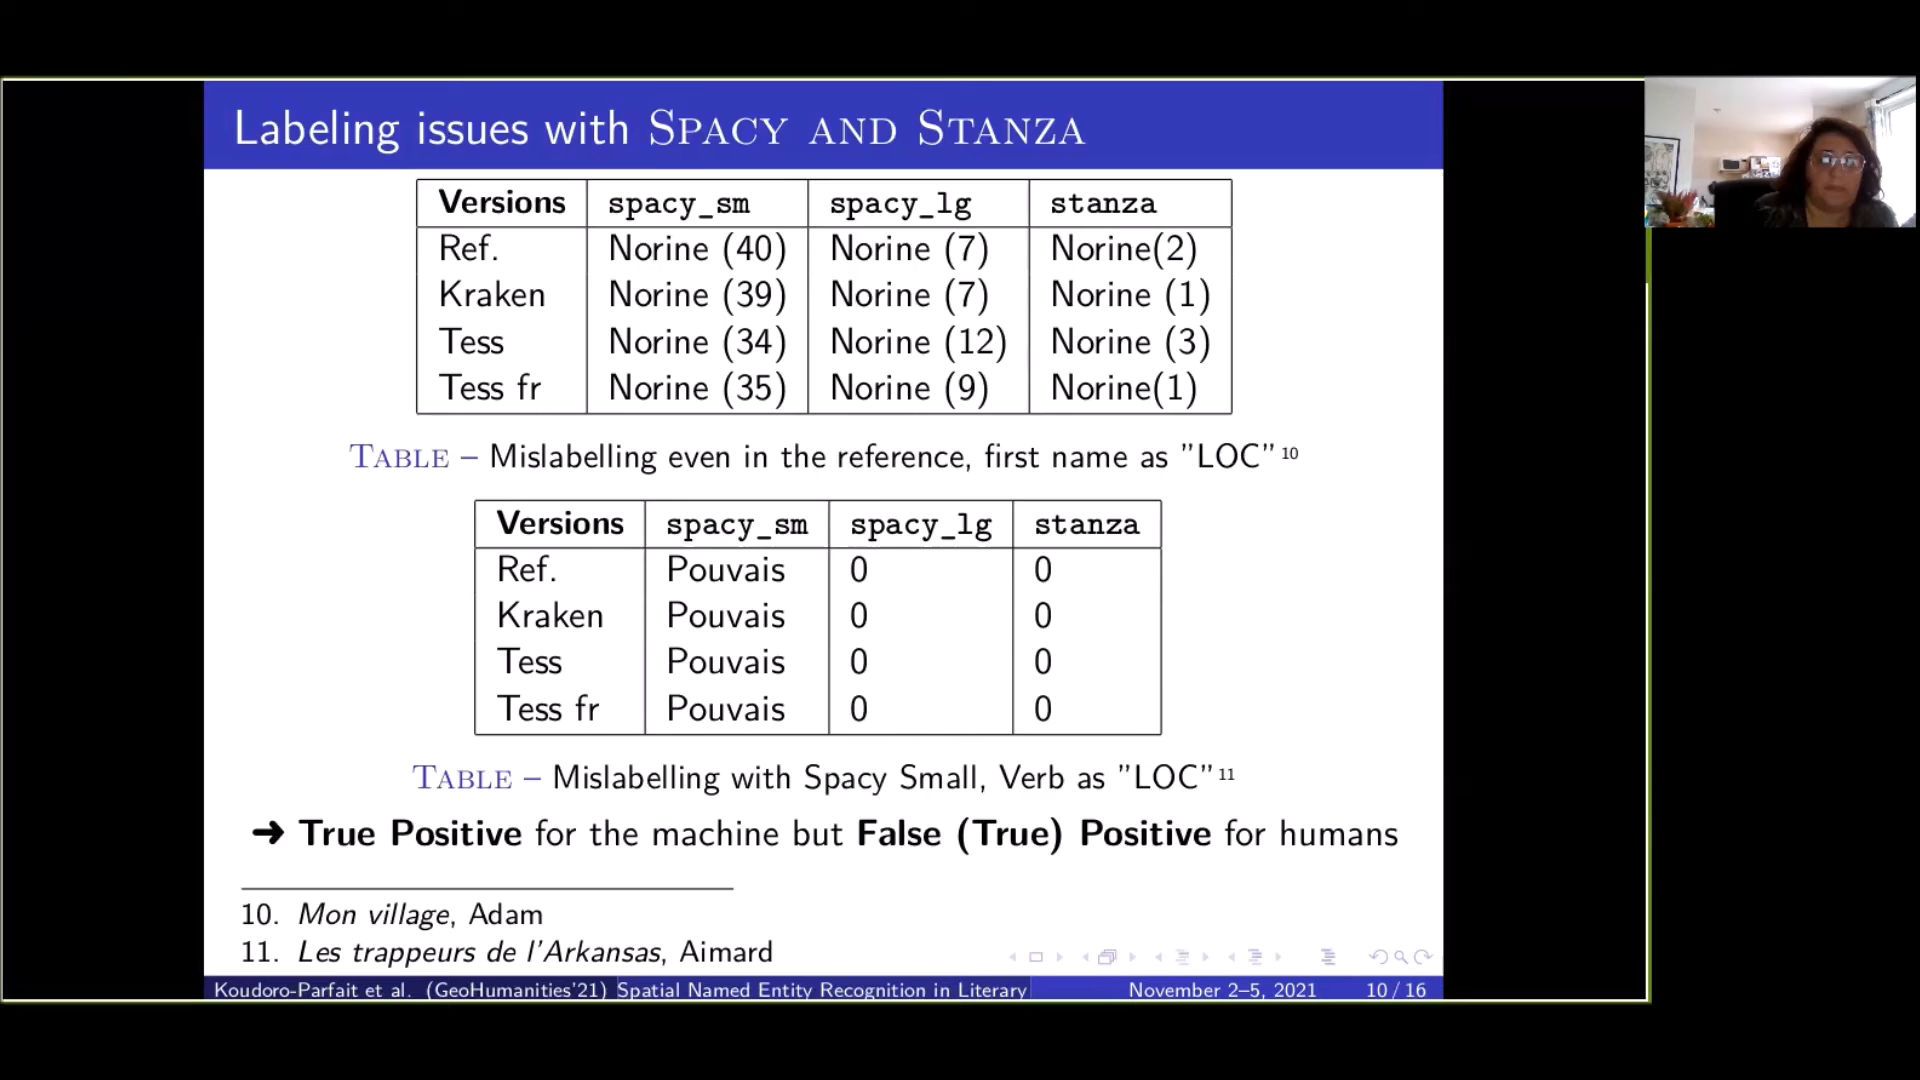 Labeling issues with SPACY AND STANZA
Versions spacy_sm spacy_lg stanza
Ref. Norine (40) Norine (7) Norine(2)
Kraken Norine (39) Norine (7) Norine (1)
Tess Norine (34) Norine (12) Norine (3)
Tess fr Norine (35) Norine (9) Norine(1)
TABLE – Mislabelling even in the reference, first name as ”LOC” 10
Versions spacy_sm spacy_lg stanza
Ref. Pouvais 0 0
Kraken Pouvais 0 0
Tess Pouvais 0 0
Tess fr Pouvais 0 0
TABLE – Mislabelling with Spacy Small, Verb as ”LOC” 11
➜ True Positive for the machine but False (True) Positive for humans
10. Mon village, Adam
11. Les trappeurs de l'Arkansas, Aimard
Koudoro-Parfait et al. (GeoHumanities'21) Spatial Named Entity Recognition in Literary November 2–5, 2021 10 / 16